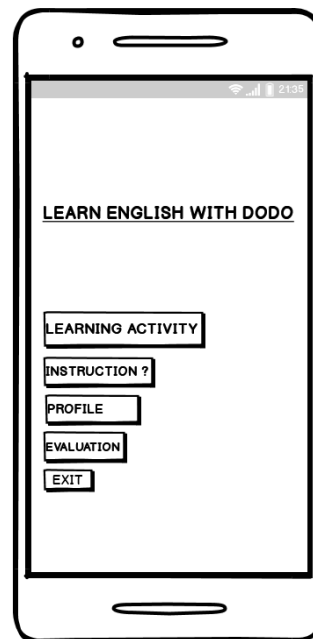 21:35
LEARN ENGLISH WITH DODO
LEARNING ACTIVITY
INSTRUCTION ?
PROFILE
EVALUATION
EXIT